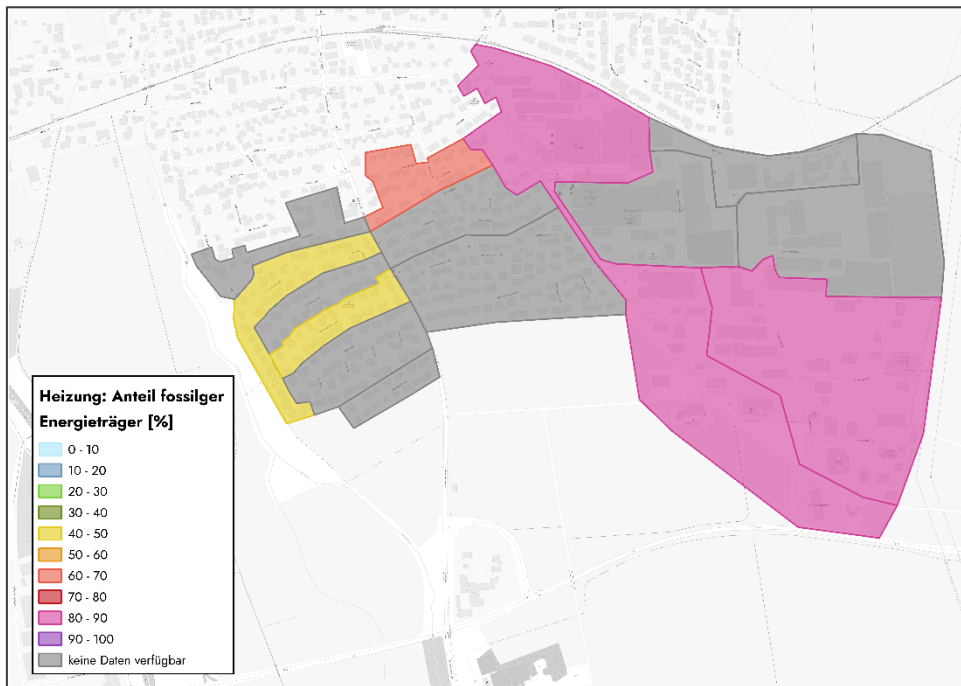 Heizung: Anteil fossilger
Energieträger [%]
0 - 10
10 - 20
20 - 30
30 - 40
40 - 50
50 - 60
60 - 70
70 - 80
80 - 90
90 - 100
keine Daten verfügbar